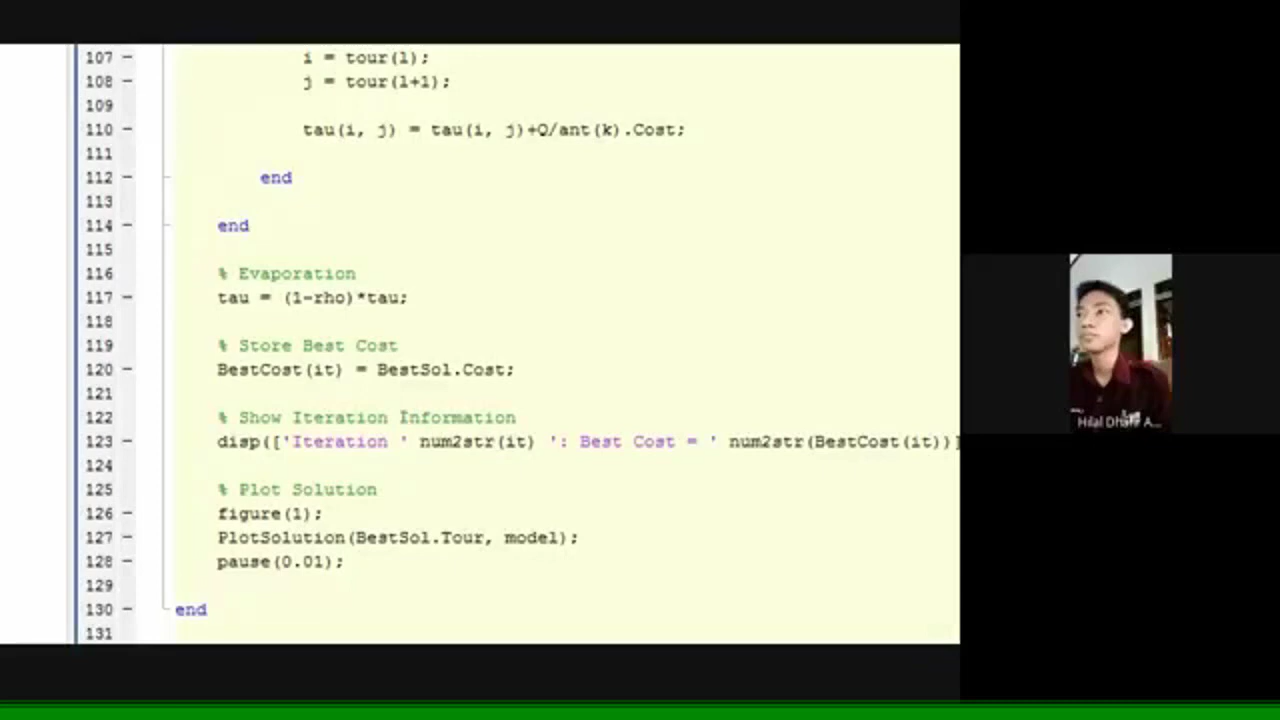 107 - i = tour(l);
108 - j = tour(l+1);
109
110 - tau(i, j) = tau(i, j)+Q/ant(k).Cost;
111
112 - end
113
114 - end
115
116 % Evaporation
117 - tau = (1-rho)*tau;
118
119 % Store Best Cost
120 - BestCost(it) = BestSol.Cost;
121
122 % Show Iteration Information
123 - disp(['Iteration ' num2str(it) ': Best Cost = ' num2str(BestCost(it))]
124
125 % Plot Solution
126 - figure(1);
127 - PlotSolution(BestSol.Tour, model);
128 - pause(0.01);
129
130 - end
131
Hilal Dhafir A...